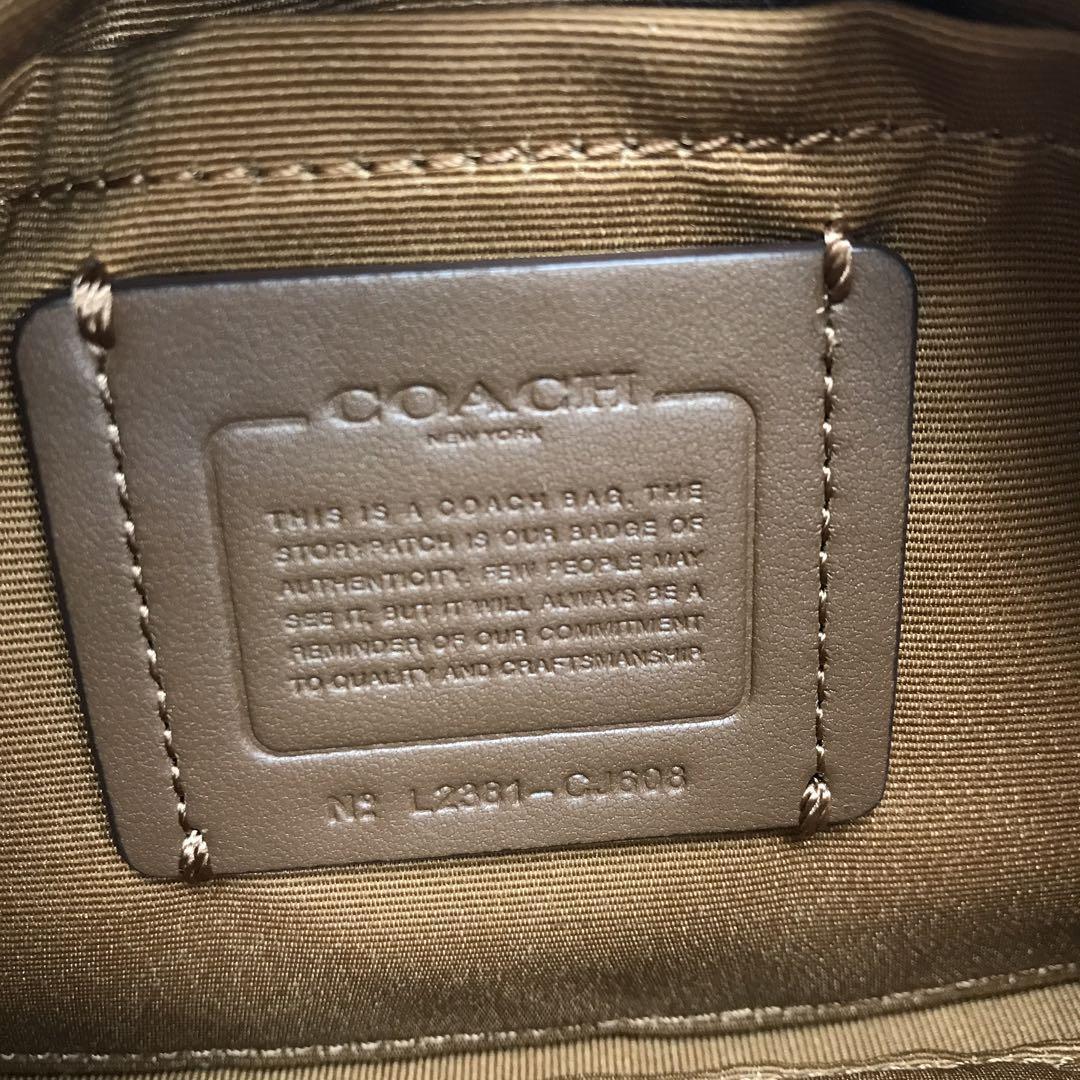 COACH
NEW YORK
THIS IS A COACH BAG. THE
STORYPATCH IS OUR BADGE OF
AUTHENTICITY. FEW PEOPLE MAY
SEE IT, BUT IT WILL ALWAYS BE A
REMINDER OF OUR COMMITMENT
TO QUALITY AND CRAFTSMANSHIP.
Nº L2381-CJ608